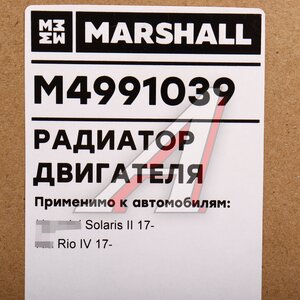 MARSHALL
M4991039
РАДИАТОР
ДВИГАТЕЛЯ
Применимо к автомобилям:
Solaris II 17-
Rio IV 17-